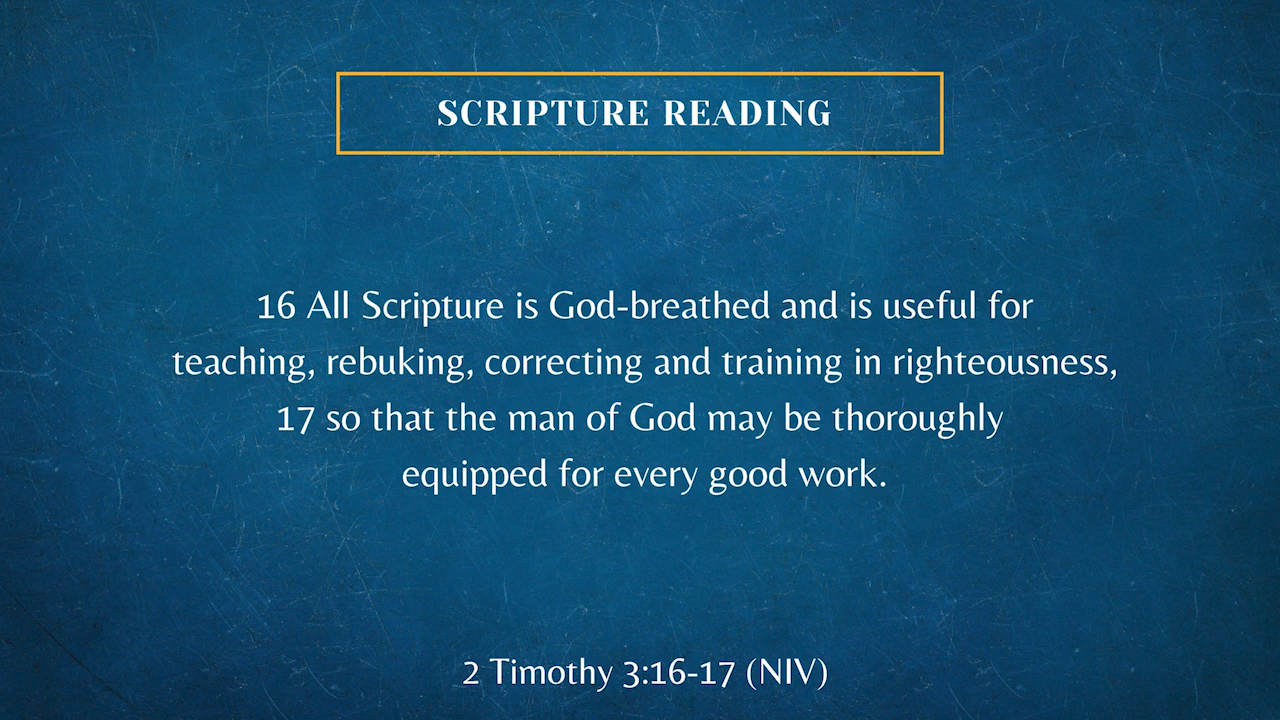 SCRIPTURE READING
16 All Scripture is God-breathed and is useful for
teaching, rebuking, correcting and training in righteousness,
17 so that the man of God may be thoroughly
equipped for every good work.
2 Timothy 3:16-17 (NIV)